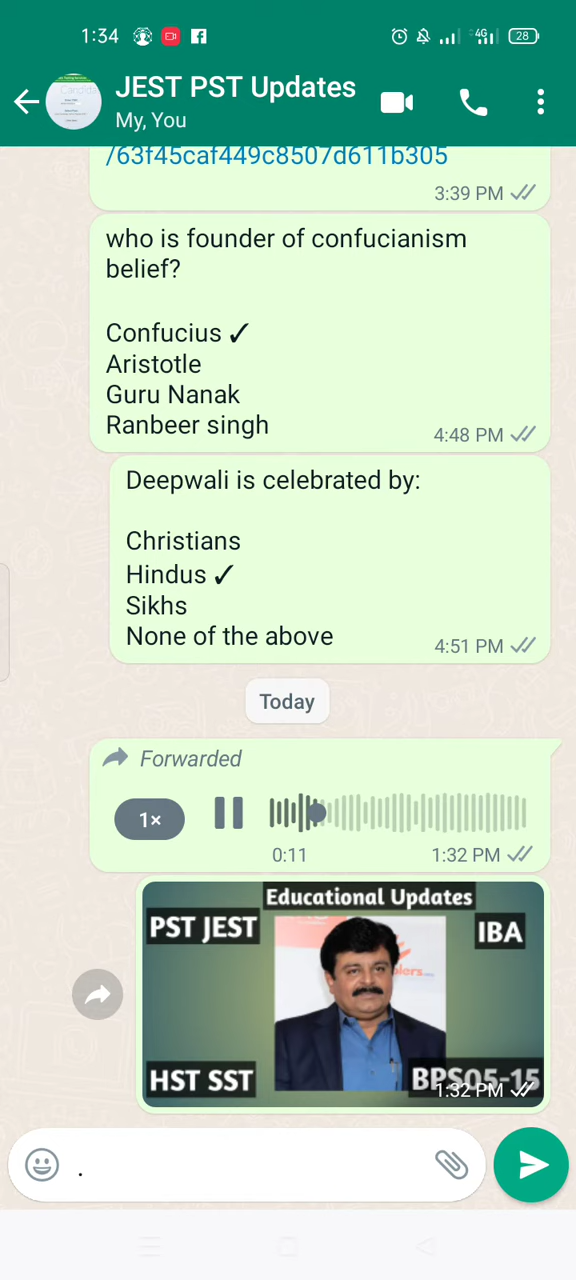 1:34
4G
28
JEST PST Updates
My, You
/63f45caf449c8507d611b305
3:39 PM
who is founder of confucianism
belief?
Confucius ✓
Aristotle
Guru Nanak
Ranbeer singh
4:48 PM
Deepwali is celebrated by:
Christians
Hindus ✓
Sikhs
None of the above
4:51 PM
Today
Forwarded
1×
0:11
1:32 PM
Educational Updates
PST JEST
IBA
HST SST
BPS05-15
1:32 PM
.